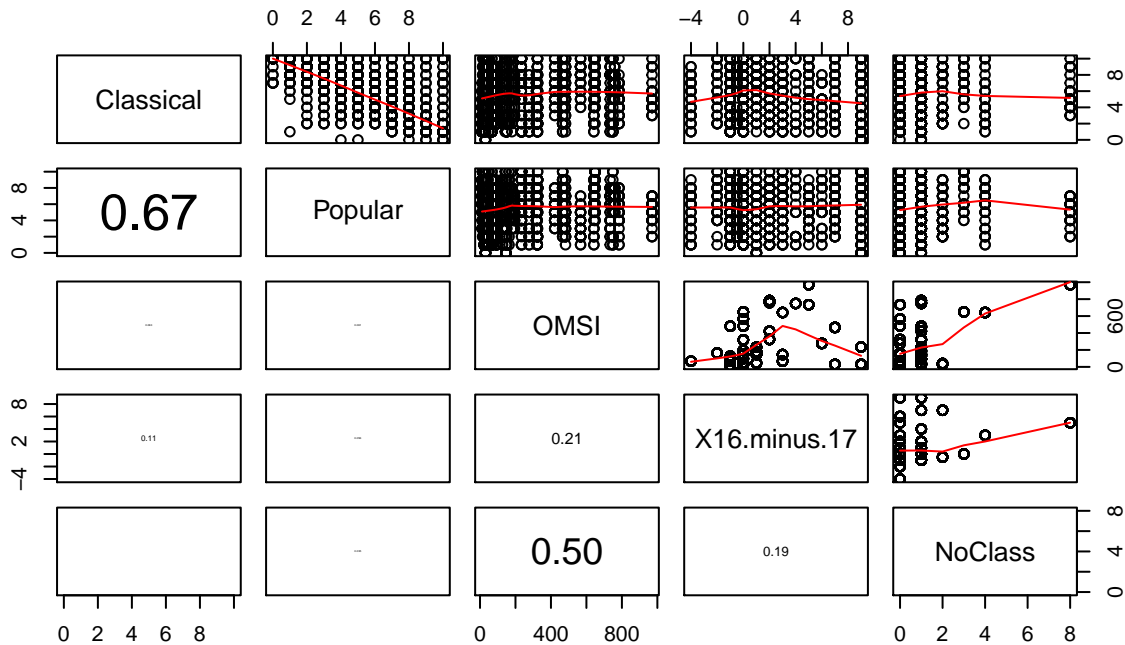 0 2 4 6 8 −4 0 4 8
Classical 0 4 8
0 4 8 0.67 Popular
OMSI 0 600
−4 2 8 0.11 0.21 X16.minus.17
0.50 0.19 NoClass 0 4 8
0 2 4 6 8 0 400 800 0 2 4 6 8